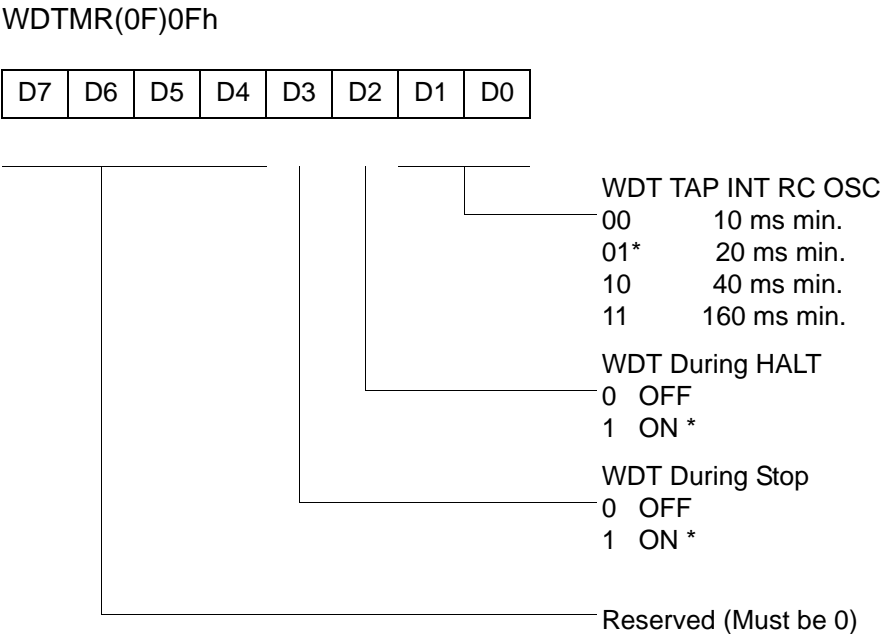 WDTMR(0F)0Fh
D7 D6 D5 D4 D3 D2 D1 D0
WDT TAP INT RC OSC
00 10 ms min.
01* 20 ms min.
10 40 ms min.
11 160 ms min.
WDT During HALT
0 OFF
1 ON *
WDT During Stop
0 OFF
1 ON *
Reserved (Must be 0)